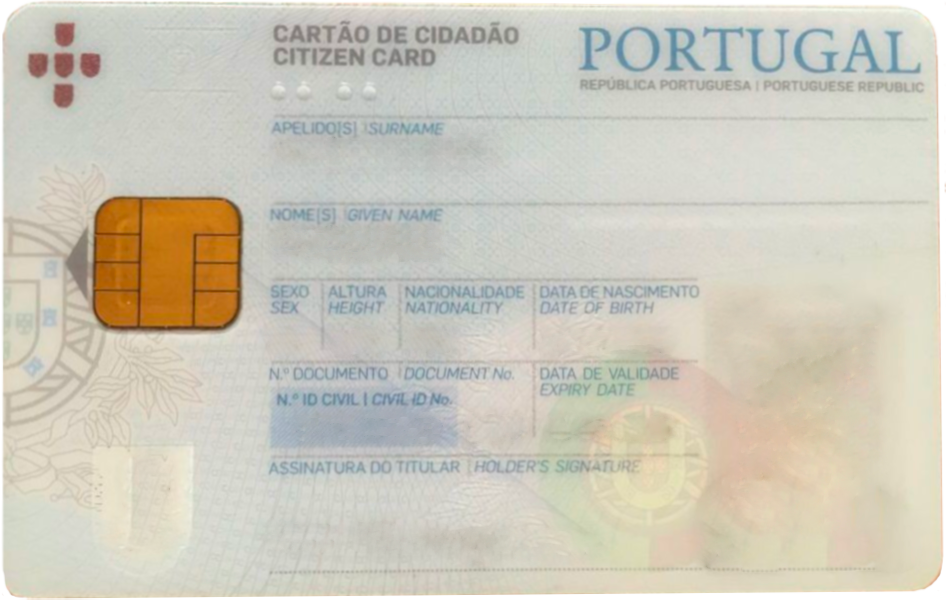 CARTÃO DE CIDADÃO
CITIZEN CARD
PORTUGAL
REPÚBLICA PORTUGUESA | PORTUGUESE REPUBLIC
APELIDO[S] | SURNAME
NOME[S] | GIVEN NAME
SEXO ALTURA NACIONALIDADE DATA DE NASCIMENTO
SEX HEIGHT NATIONALITY DATE OF BIRTH
N.º DOCUMENTO | DOCUMENT No. DATA DE VALIDADE
EXPIRY DATE
N.º ID CIVIL | CIVIL ID No.
ASSINATURA DO TITULAR | HOLDER'S SIGNATURE